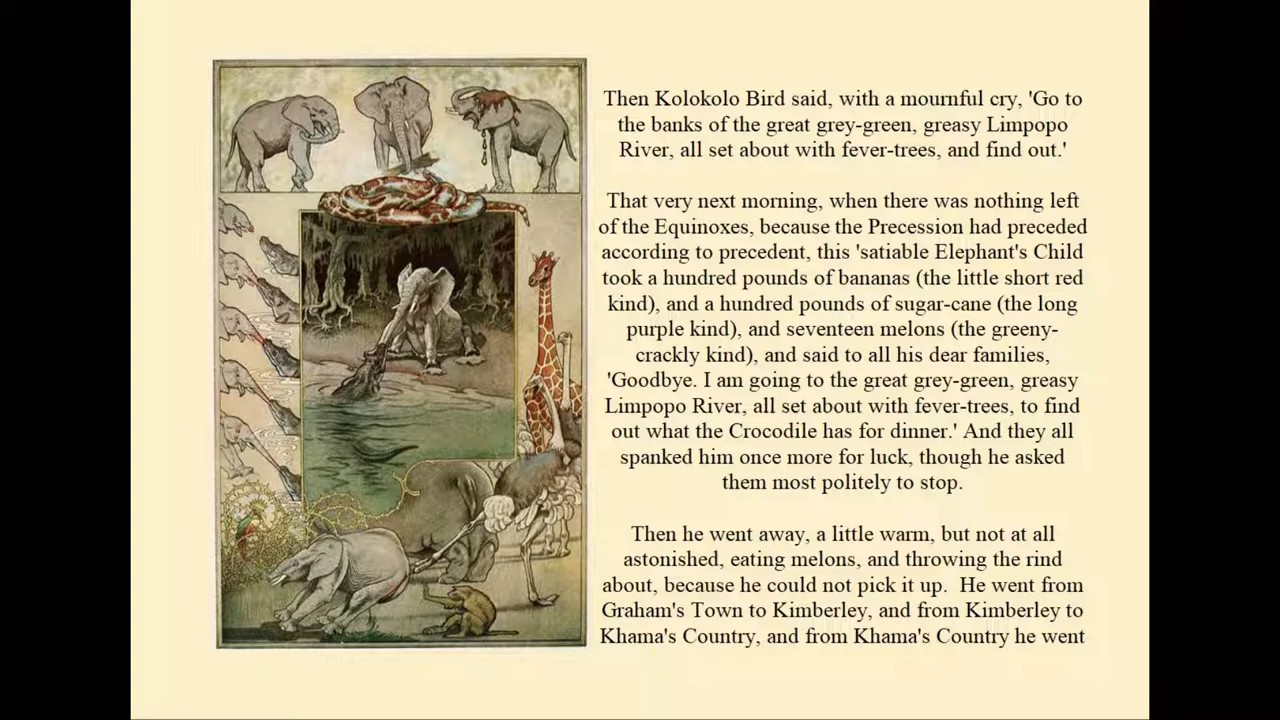 Then Kolokolo Bird said, with a mournful cry, 'Go to
the banks of the great grey-green, greasy Limpopo
River, all set about with fever-trees, and find out.'
That very next morning, when there was nothing left
of the Equinoxes, because the Precession had preceded
according to precedent, this 'satiable Elephant's Child
took a hundred pounds of bananas (the little short red
kind), and a hundred pounds of sugar-cane (the long
purple kind), and seventeen melons (the greeny-
crackly kind), and said to all his dear families,
'Goodbye. I am going to the great grey-green, greasy
Limpopo River, all set about with fever-trees, to find
out what the Crocodile has for dinner.' And they all
spanked him once more for luck, though he asked
them most politely to stop.
Then he went away, a little warm, but not at all
astonished, eating melons, and throwing the rind
about, because he could not pick it up.  He went from
Graham's Town to Kimberley, and from Kimberley to
Khama's Country, and from Khama's Country he went